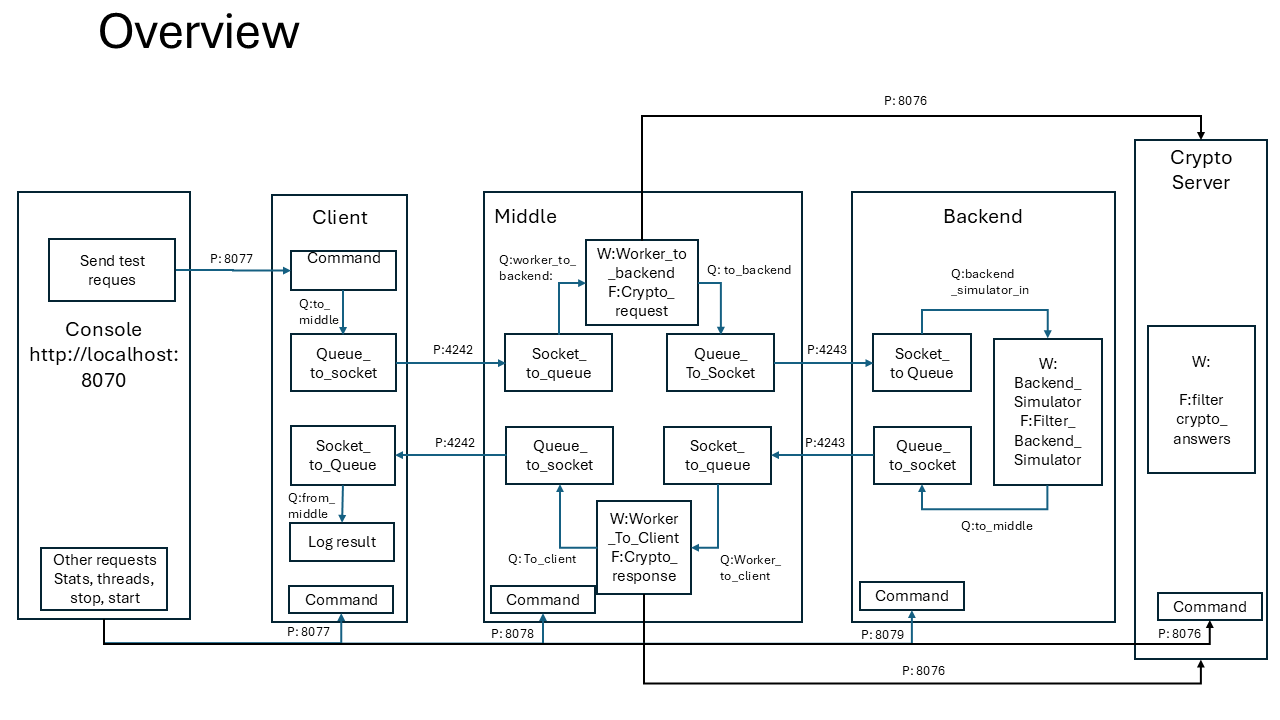 Overview
P: 8076
Crypto
Server
Client
Middle
Backend
Send test
reques
P: 8077
Command
Q:worker_to_
backend:
W:Worker_to
_backend
F:Crypto_
request
Q: to_backend
Q:backend
_simulator_in
Q:to_
middle
Console
http://localhost:
8070
Queue_
to_socket
P:4242
Socket_
to_queue
Queue_
To_Socket
P:4243
Socket_
to Queue
W:
Backend_
Simulator
F:Filter_
Backend_
Simulator
W:
F:filter
crypto_
answers
Socket_
to_Queue
P:4242
Queue_
to_socket
Socket_
to_queue
P:4243
Queue_
to_socket
Q:from_
middle
Log result
W:Worker
_To_Client
F:Crypto_
response
Q:to_middle
Q: To_client
Q:Worker_
to_client
Other requests
Stats, threads,
stop, start
Command
Command
Command
Command
P: 8077
P: 8078
P: 8079
P: 8076
P: 8076